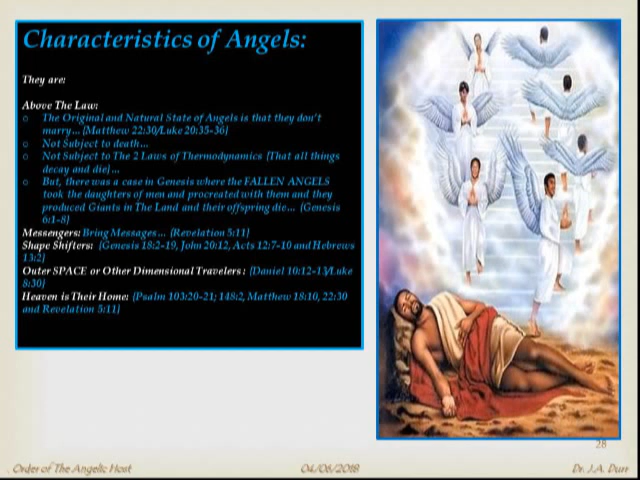 Characteristics of Angels:
They are:
Above The Law:
o The Original and Natural State of Angels is that they don't
marry… {Matthew 22:30/Luke 20:35-36}
o Not Subject to death…
o Not Subject to The 2 Laws of Thermodynamics {That all things
decay and die}…
o But, there was a case in Genesis where the FALLEN ANGELS
took the daughters of men and procreated with them and they
produced Giants in The Land and their offspring die… {Genesis
6:1-8}
Messengers: Bring Messages… {Revelation 5:11}
Shape Shifters: {Genesis 18:2-19, John 20:12, Acts 12:7-10 and Hebrews
13:2}
Outer SPACE or Other Dimensional Travelers: {Daniel 10:12-13/Luke
8:30}
Heaven is Their Home: {Psalm 103:20-21; 148:2, Matthew 18:10, 22:30
and Revelation 5:11}
28
Order of The Angelic Host 04/06/2018 Dr. J.A. Durr